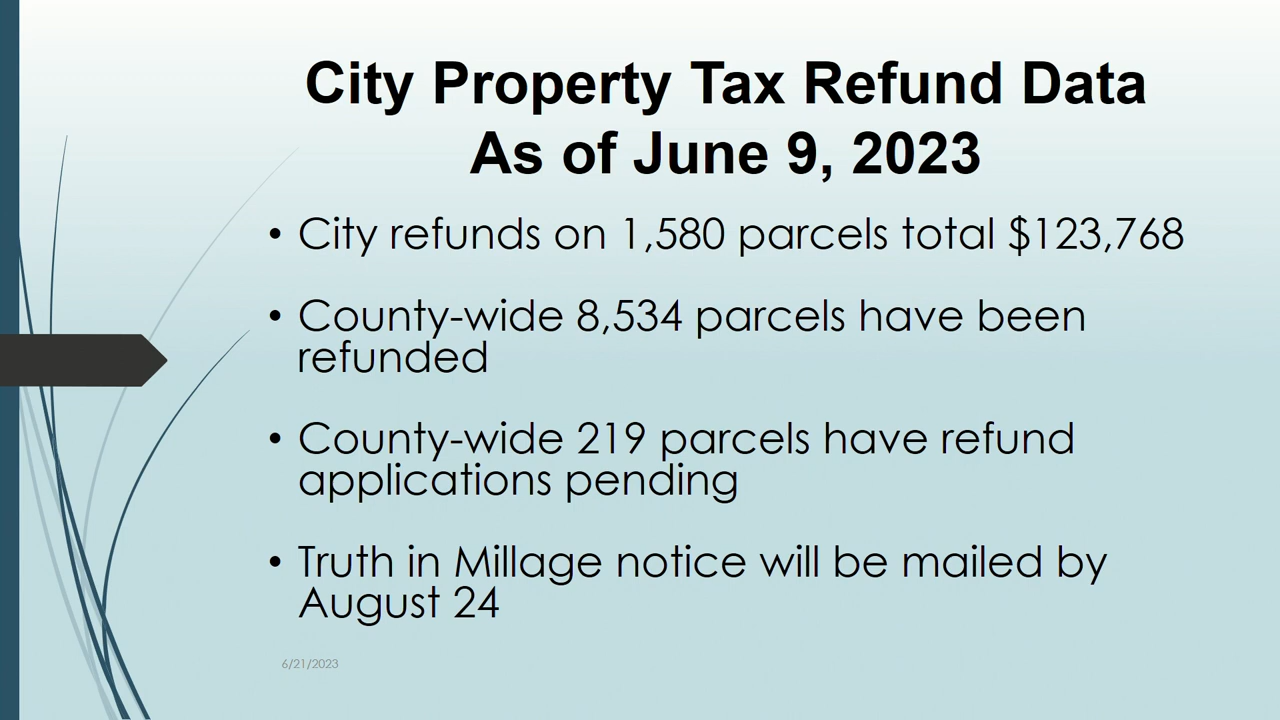 City Property Tax Refund Data
As of June 9, 2023
• City refunds on 1,580 parcels total $123,768
• County-wide 8,534 parcels have been
refunded
• County-wide 219 parcels have refund
applications pending
• Truth in Millage notice will be mailed by
August 24
6/21/2023